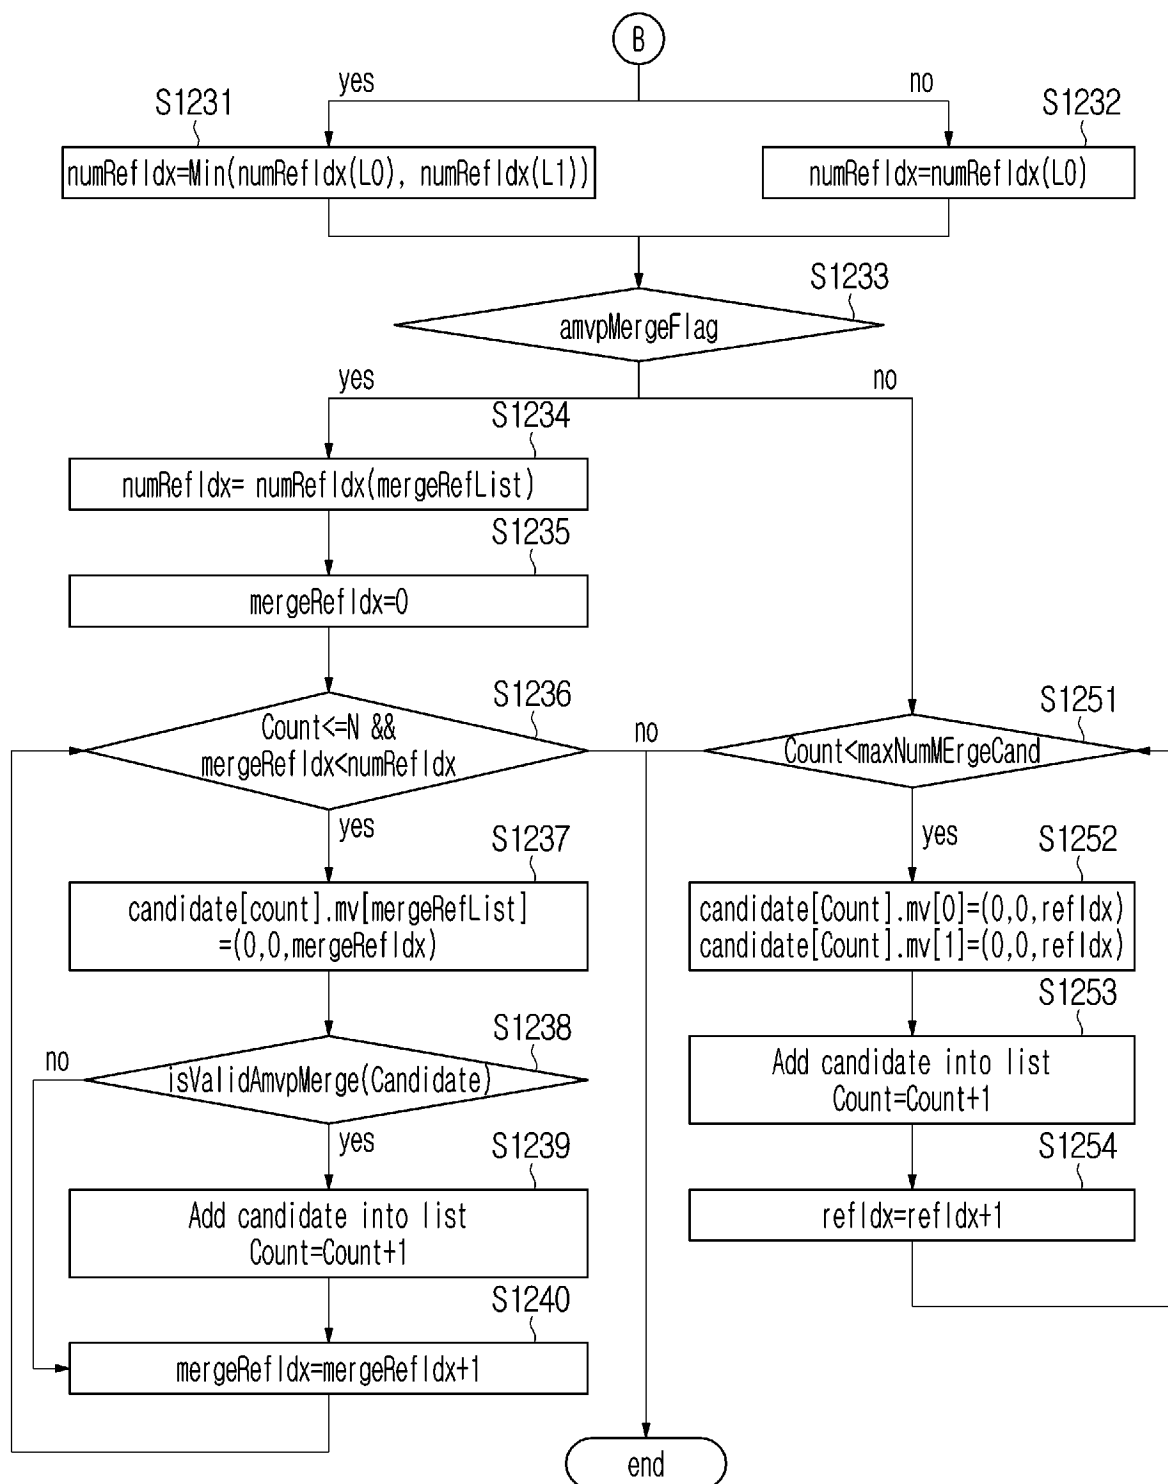 B
yes
no
S1231
S1232
numRefIdx=Min(numRefIdx(L0), numRefIdx(L1))
numRefIdx=numRefIdx(L0)
S1233
amvpMergeFlag
yes
no
S1234
numRefIdx= numRefIdx(mergeRefList)
S1235
mergeRefIdx=0
S1236
Count<=N &&
mergeRefIdx<numRefIdx
no
yes
S1251
Count<maxNumMErgeCand
yes
S1237
candidate[count].mv[mergeRefList]
=(0,0,mergeRefIdx)
S1252
candidate[Count].mv[0]=(0,0,refIdx)
candidate[Count].mv[1]=(0,0,refIdx)
S1238
no
isValidAmvpMerge(Candidate)
yes
S1253
Add candidate into list
Count=Count+1
S1239
Add candidate into list
Count=Count+1
S1254
refIdx=refIdx+1
S1240
mergeRefIdx=mergeRefIdx+1
end